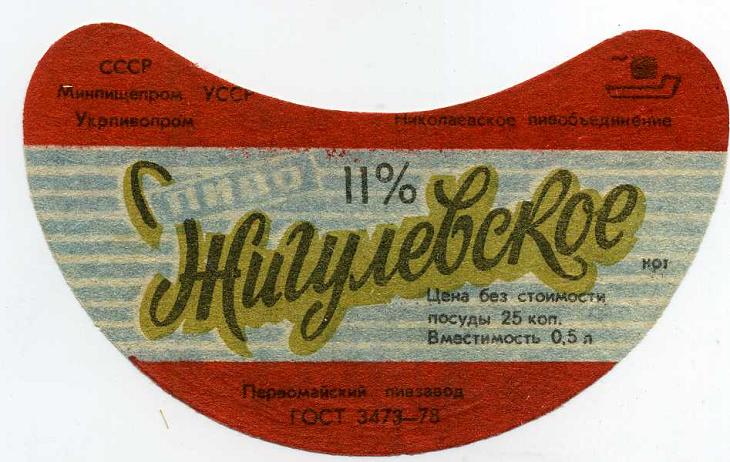 СССР
Минпищепром УССР
Укрпивопром
Николаевское пивобъединение
ПИВО
11%
Жигулевское
Цена без стоимости
посуды 25 коп.
Вместимость 0,5 л
Первомайский пивзавод
ГОСТ 3473—78